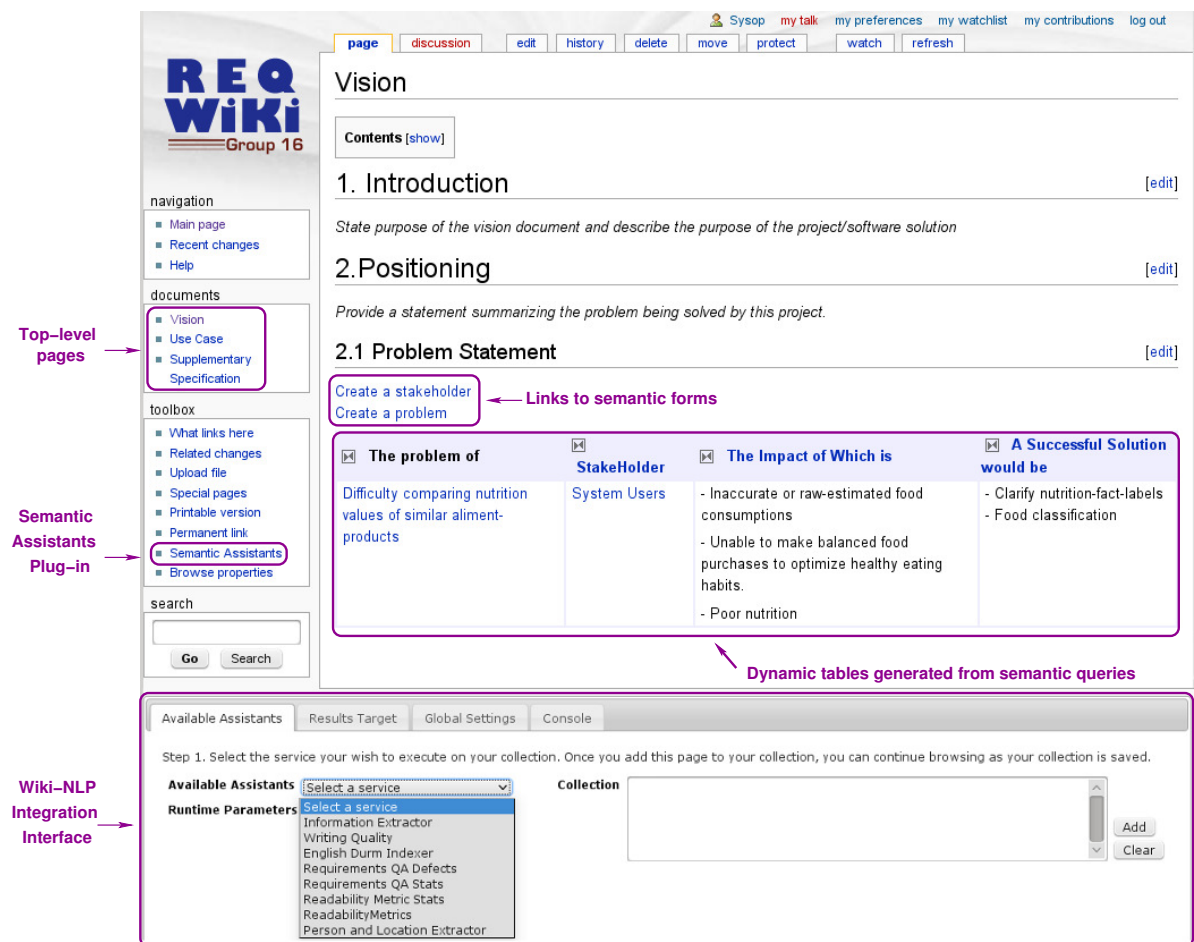 Sysop my talk my preferences my watchlist my contributions log out
page discussion edit history delete move protect watch refresh
REQ
WiKi
Group 16
Vision
Contents [show]
1. Introduction [edit]
State purpose of the vision document and describe the purpose of the project/software solution
2.Positioning [edit]
Provide a statement summarizing the problem being solved by this project.
2.1 Problem Statement [edit]
Create a stakeholder
Create a problem
Links to semantic forms
The problem of
StakeHolder
The Impact of Which is
A Successful Solution
would be
Difficulty comparing nutrition
values of similar aliment-
products
System Users
- Inaccurate or raw-estimated food
consumptions
- Unable to make balanced food
purchases to optimize healthy eating
habits.
- Poor nutrition
- Clarify nutrition-fact-labels
- Food classification
Dynamic tables generated from semantic queries
navigation
Main page
Recent changes
Help
documents
Vision
Use Case
Supplementary
Specification
Top-level
pages
toolbox
What links here
Related changes
Upload file
Special pages
Printable version
Permanent link
Semantic Assistants
Browse properties
Semantic
Assistants
Plug-in
search
Go Search
Available Assistants Results Target Global Settings Console
Step 1. Select the service your wish to execute on your collection. Once you add this page to your collection, you can continue browsing as your collection is saved.
Available Assistants Select a service Collection
Runtime Parameters
Select a service
Information Extractor
Writing Quality
English Durm Indexer
Requirements QA Defects
Requirements QA Stats
Readability Metric Stats
ReadabilityMetrics
Person and Location Extractor
Add
Clear
Wiki-NLP
Integration
Interface